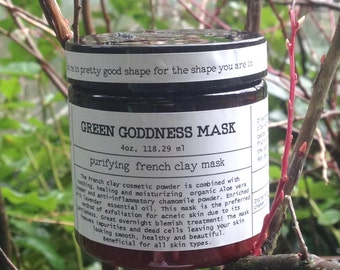 in pretty good shape for the shape you are in
GREEN GODDNESS MASK
4oz, 118.29 ml
purifying french clay mask
The french clay cosmetic powder is combined with
healing and moisturizing organic Aloe vera
powder and anti-inflammatory chamomile powder. Enriched
with lavender essential oil. This mask is the preferred
method of exfoliation for acneic skin due to its
Great overnight blemish treatment! The mask
impurities and dead cells leaving your skin
looking smooth, healthy and beautiful.
Beneficial for all skin types.